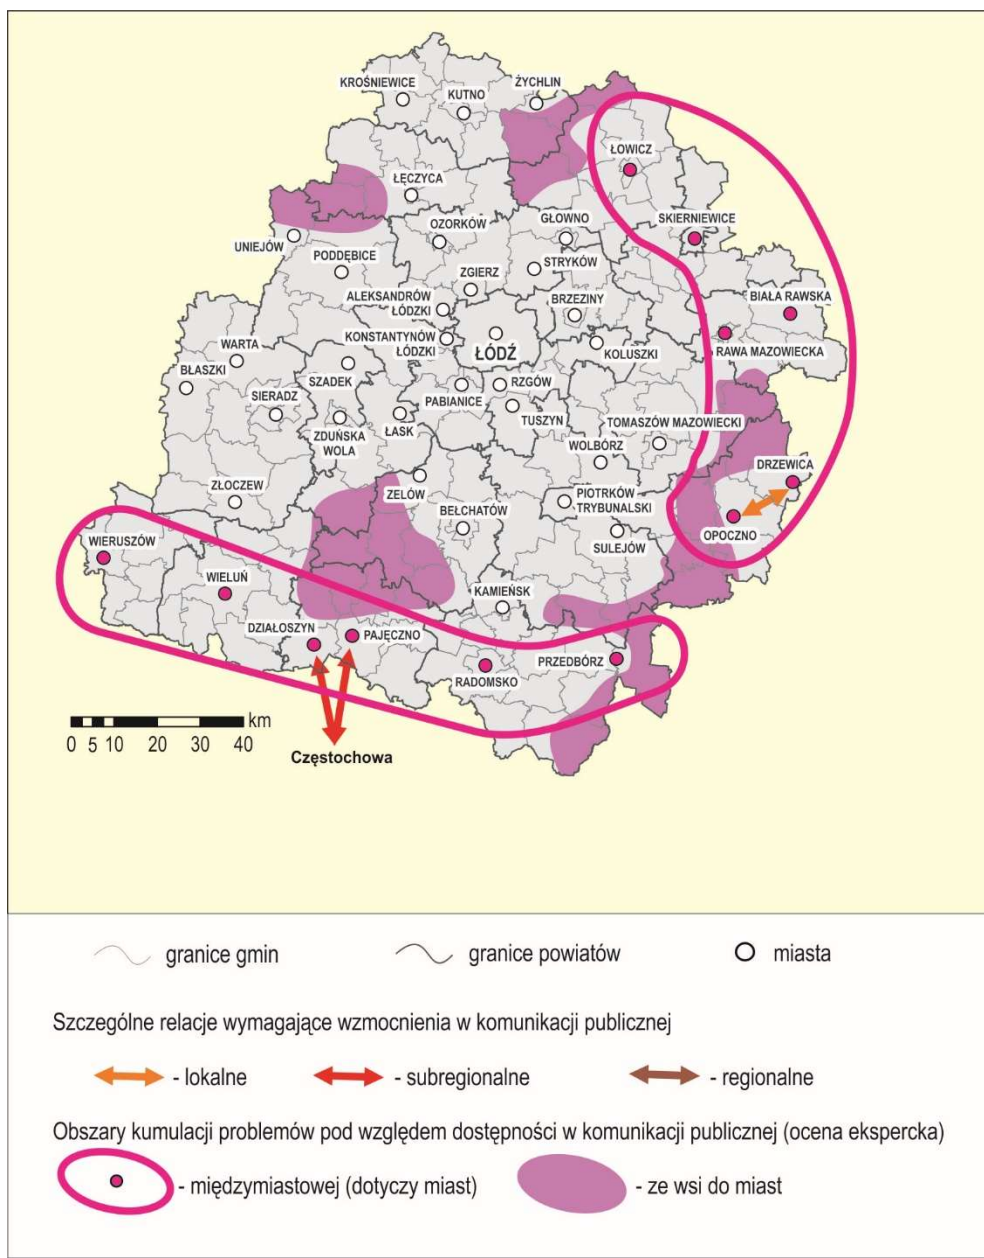 KROŚNIEWICE
KUTNO
ŻYCHLIN
ŁOWICZ
ŁĘCZYCA
SKIERNIEWICE
OZORKÓW
GŁOWNO
UNIEJÓW
PODDĘBICE
STRYKÓW
ZGIERZ
ALEKSANDRÓW
ŁÓDZKI
BRZEZINY
BIAŁA RAWSKA
KONSTANTYNÓW
ŁÓDZKI
ŁÓDŹ
KOLUSZKI
RAWA MAZOWIECKA
WARTA
BŁASZKI
SZADEK
PABIANICE
RZGÓW
SIERADZ
ZDUŃSKA
WOLA
ŁASK
TUSZYN
TOMASZÓW MAZOWIECKI
WOLBÓRZ
DRZEWICA
ZŁOCZEW
ZELÓW
BEŁCHATÓW
PIOTRKÓW
TRYBUNALSKI
OPOCZNO
SULEJÓW
WIERUSZÓW
WIELUŃ
KAMIEŃSK
DZIAŁOSZYN
PAJĘCZNO
RADOMSKO
PRZEDBÓRZ
km
0 5 10 20 30 40
Częstochowa
granice gmin
granice powiatów
miasta
Szczególne relacje wymagające wzmocnienia w komunikacji publicznej
- lokalne
- subregionalne
- regionalne
Obszary kumulacji problemów pod względem dostępności w komunikacji publicznej (ocena ekspercka)
- międzymiastowej (dotyczy miast)
- ze wsi do miast